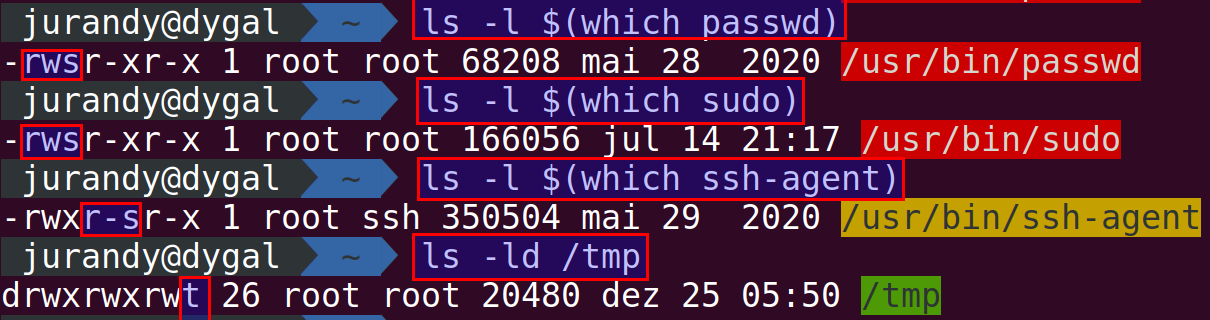 jurandy@dygal ~ ls -l $(which passwd)
-rwsr-xr-x 1 root root 68208 mai 28  2020 /usr/bin/passwd
jurandy@dygal ~ ls -l $(which sudo)
-rwsr-xr-x 1 root root 166056 jul 14 21:17 /usr/bin/sudo
jurandy@dygal ~ ls -l $(which ssh-agent)
-rwxr-sr-x 1 root ssh 350504 mai 29  2020 /usr/bin/ssh-agent
jurandy@dygal ~ ls -ld /tmp
drwxrwxrwt 26 root root 20480 dez 25 05:50 /tmp